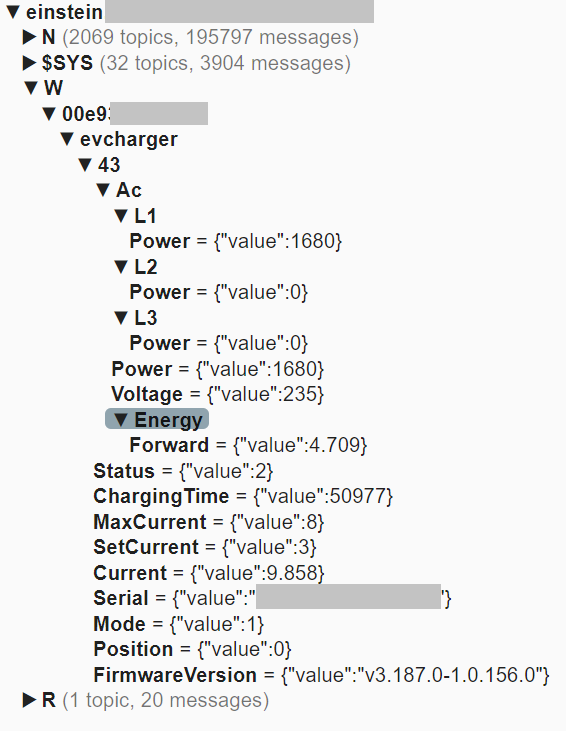 ▼ einstein
▶ N (2069 topics, 195797 messages)
▶ $SYS (32 topics, 3904 messages)
▼ W
▼ 00e9
▼ evcharger
▼ 43
▼ Ac
▼ L1
Power = {"value":1680}
▼ L2
Power = {"value":0}
▼ L3
Power = {"value":0}
Power = {"value":1680}
Voltage = {"value":235}
▼ Energy
Forward = {"value":4.709}
Status = {"value":2}
ChargingTime = {"value":50977}
MaxCurrent = {"value":8}
SetCurrent = {"value":3}
Current = {"value":9.858}
Serial = {"value":" "}
Mode = {"value":1}
Position = {"value":0}
FirmwareVersion = {"value":"v3.187.0-1.0.156.0"}
▶ R (1 topic, 20 messages)